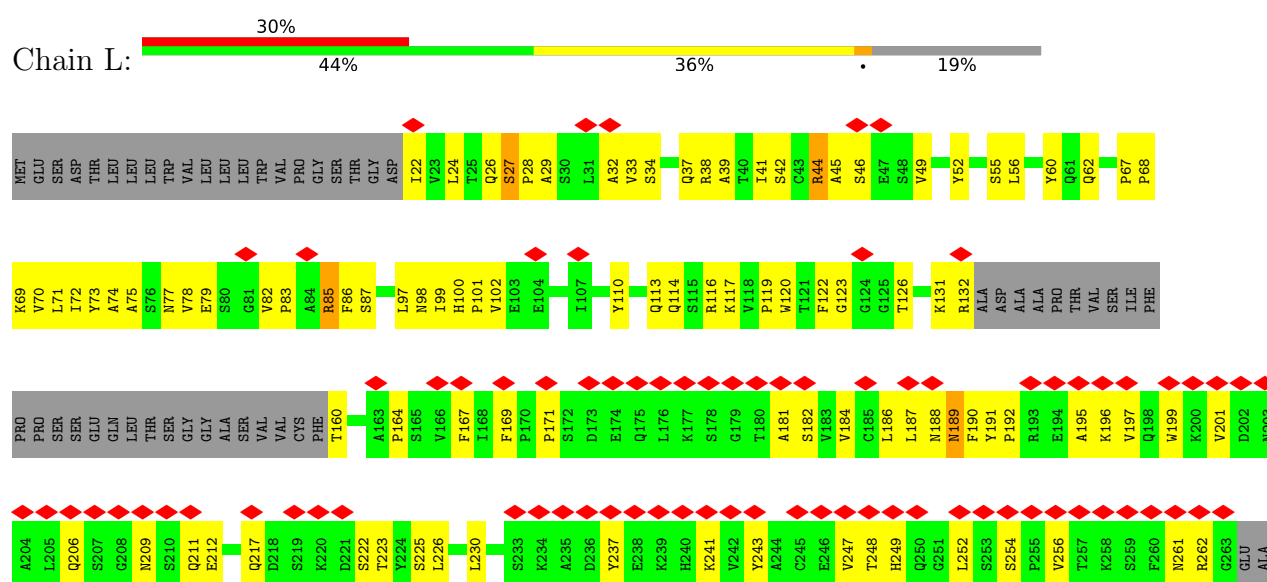 30%
Chain L:
44% 36% • 19%
MET GLU SER ASP THR LEU LEU LEU TRP VAL LEU LEU LEU TRP VAL PRO GLY SER THR GLY ASP I22 V23 L24 T25 Q26 S27 P28 A29 S30 L31 A32 V33 S34 Q37 R38 A39 T40 I41 S42 C43 R44 A45 S46 E47 S48 V49 Y52 S55 L56 Y60 Q61 Q62 P67 P68
K69 V70 L71 I72 Y73 A74 A75 S76 N77 V78 E79 S80 G81 V82 P83 A84 R85 F86 S87 L97 N98 I99 H100 P101 V102 E103 E104 I107 Y110 Q113 Q114 S115 R116 K117 V118 P119 W120 T121 F122 G123 G124 G125 T126 K131 R132 ALA ASP ALA ALA PRO THR VAL SER ILE PHE
PRO PRO SER SER GLU GLN LEU THR SER GLY GLY ALA SER VAL VAL CYS PHE T160 A163 P164 S165 V166 F167 I168 F169 P170 P171 S172 D173 E174 Q175 L176 K177 S178 G179 T180 A181 S182 V183 V184 C185 L186 L187 N188 N189 F190 Y191 P192 R193 E194 A195 K196 V197 Q198 W199 K200 V201 D202 N203
A204 L205 Q206 S207 G208 N209 S210 Q211 E212 Q217 D218 S219 K220 D221 S222 T223 Y224 S225 L226 L230 S233 K234 A235 D236 Y237 E238 K239 H240 K241 V242 Y243 A244 C245 E246 V247 T248 H249 Q250 G251 L252 S253 S254 P255 V256 T257 K258 S259 F260 N261 R262 G263 GLU ALA